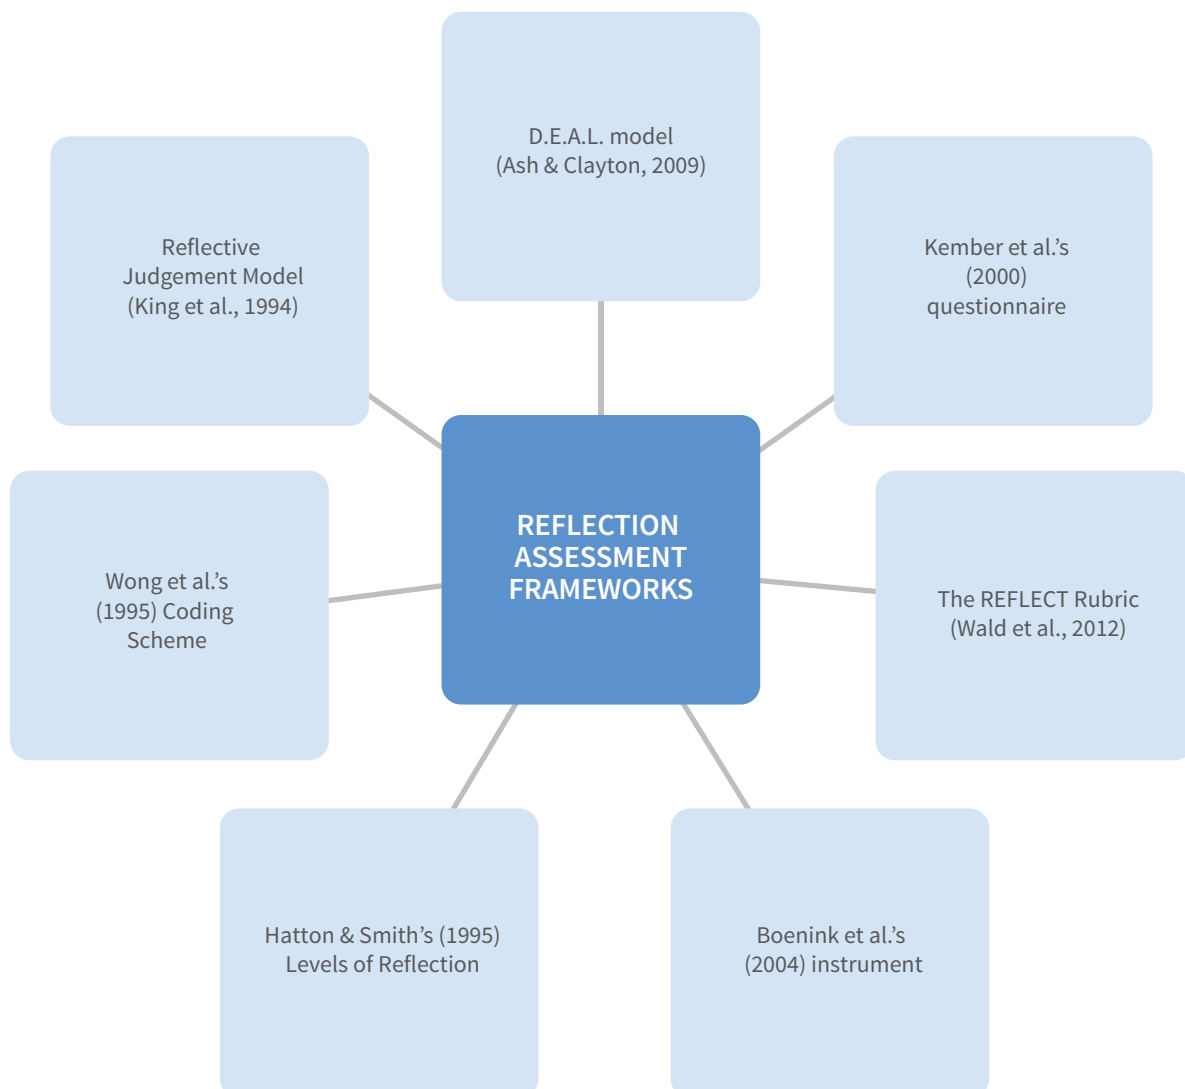 D.E.A.L. model
(Ash & Clayton, 2009)
Reflective
Judgement Model
(King et al., 1994)
Kember et al.’s
(2000)
questionnaire
REFLECTION
ASSESSMENT
FRAMEWORKS
Wong et al.’s
(1995) Coding
Scheme
The REFLECT Rubric
(Wald et al., 2012)
Hatton & Smith’s (1995)
Levels of Reflection
Boenink et al.’s
(2004) instrument